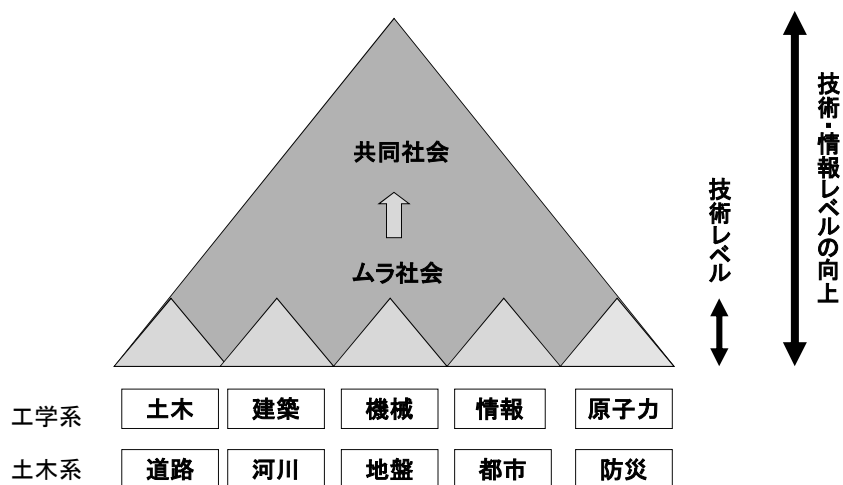 共同社会
ムラ社会
技術レベル
技術・情報レベルの向上
工学系 土木 建築 機械 情報 原子力
土木系 道路 河川 地盤 都市 防災